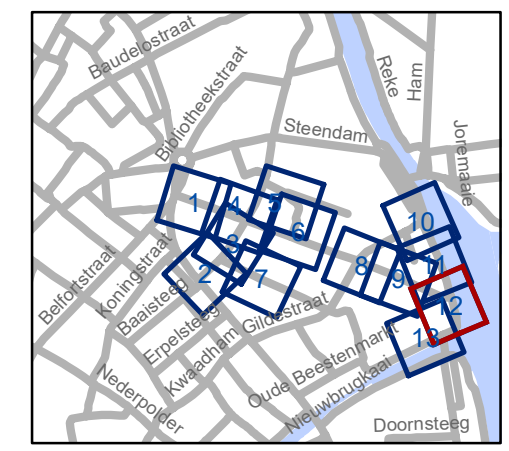 Baudelostraat
Bibliotheekstraat
Reke
Ham
Steendam
Joremaaie
1
4
5
6
3
2
7
8
9
10
11
12
13
Belfortstraat
Koningstraat
Baaisteeg
Erpelsteeg
Kwaadham
Gildestraat
Oude Beestenmarkt
Nieuwbrugkaai
Nederpolder
Doornsteeg